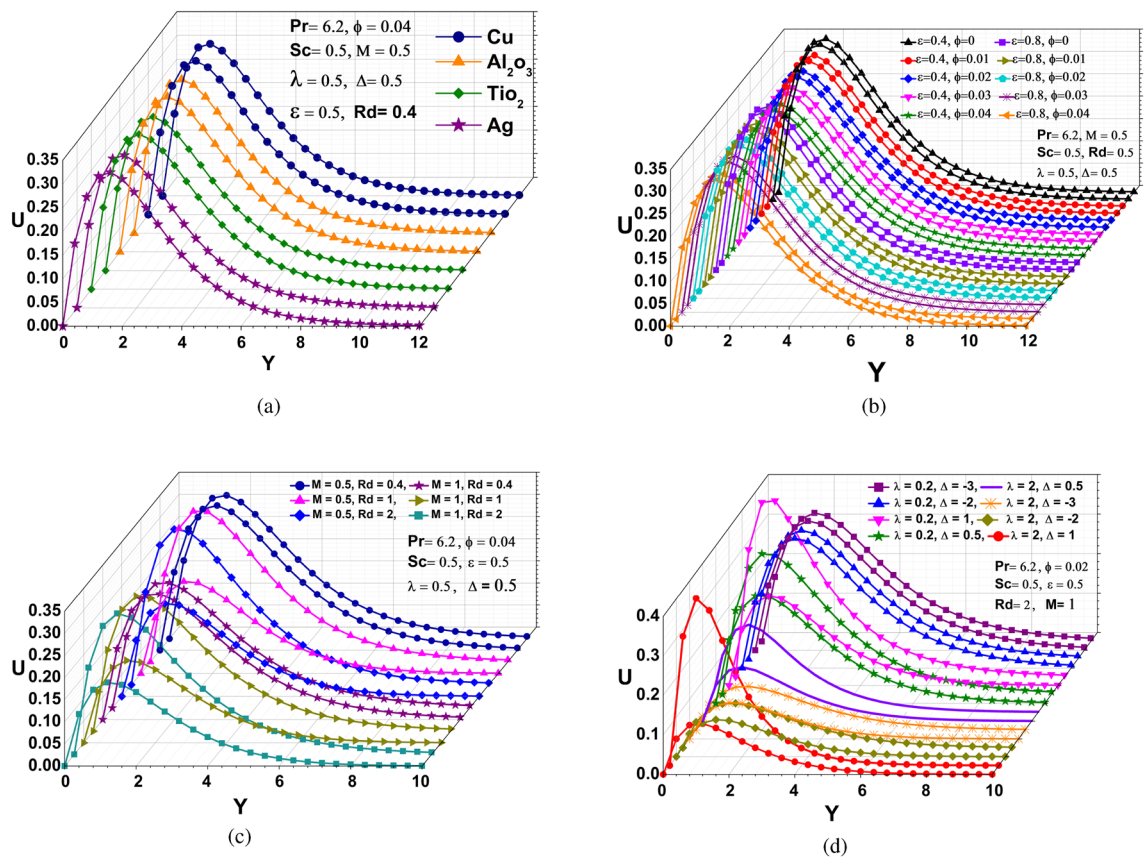 Pr= 6.2, ϕ = 0.04
Sc= 0.5, M = 0.5
λ = 0.5, Δ= 0.5
ε = 0.5, Rd= 0.4
Cu
Al2o3
Tio2
Ag
0.35
0.30
0.25
U 0.20
0.15
0.10
0.05
0.00
0 2 4 6 8 10 12
Y
(a)
ε=0.4, ϕ=0 ε=0.8, ϕ=0
ε=0.4, ϕ=0.01 ε=0.8, ϕ=0.01
ε=0.4, ϕ=0.02 ε=0.8, ϕ=0.02
ε=0.4, ϕ=0.03 ε=0.8, ϕ=0.03
ε=0.4, ϕ=0.04 ε=0.8, ϕ=0.04
Pr= 6.2, M = 0.5
Sc= 0.5, Rd= 0.5
λ = 0.5, Δ= 0.5
0.35
0.30
0.25
U 0.20
0.15
0.10
0.05
0.00
0 2 4 6 8 10 12
Y
(b)
M = 0.5, Rd = 0.4, M = 1, Rd = 0.4
M = 0.5, Rd = 1, M = 1, Rd = 1
M = 0.5, Rd = 2, M = 1, Rd = 2
Pr= 6.2, ϕ = 0.04
Sc= 0.5, ε = 0.5
λ = 0.5, Δ = 0.5
0.35
0.30
0.25
U 0.20
0.15
0.10
0.05
0.00
0 2 4 6 8 10
Y
(c)
λ = 0.2, Δ = -3, λ = 2, Δ = 0.5
λ = 0.2, Δ = -2, λ = 2, Δ = -3
λ = 0.2, Δ = 1, λ = 2, Δ = -2
λ = 0.2, Δ = 0.5, λ = 2, Δ = 1
Pr= 6.2, ϕ = 0.02
Sc= 0.5, ε = 0.5
Rd= 2, M= 1
0.4
0.3
U 0.2
0.1
0 2 4 6 8 10
Y
(d)